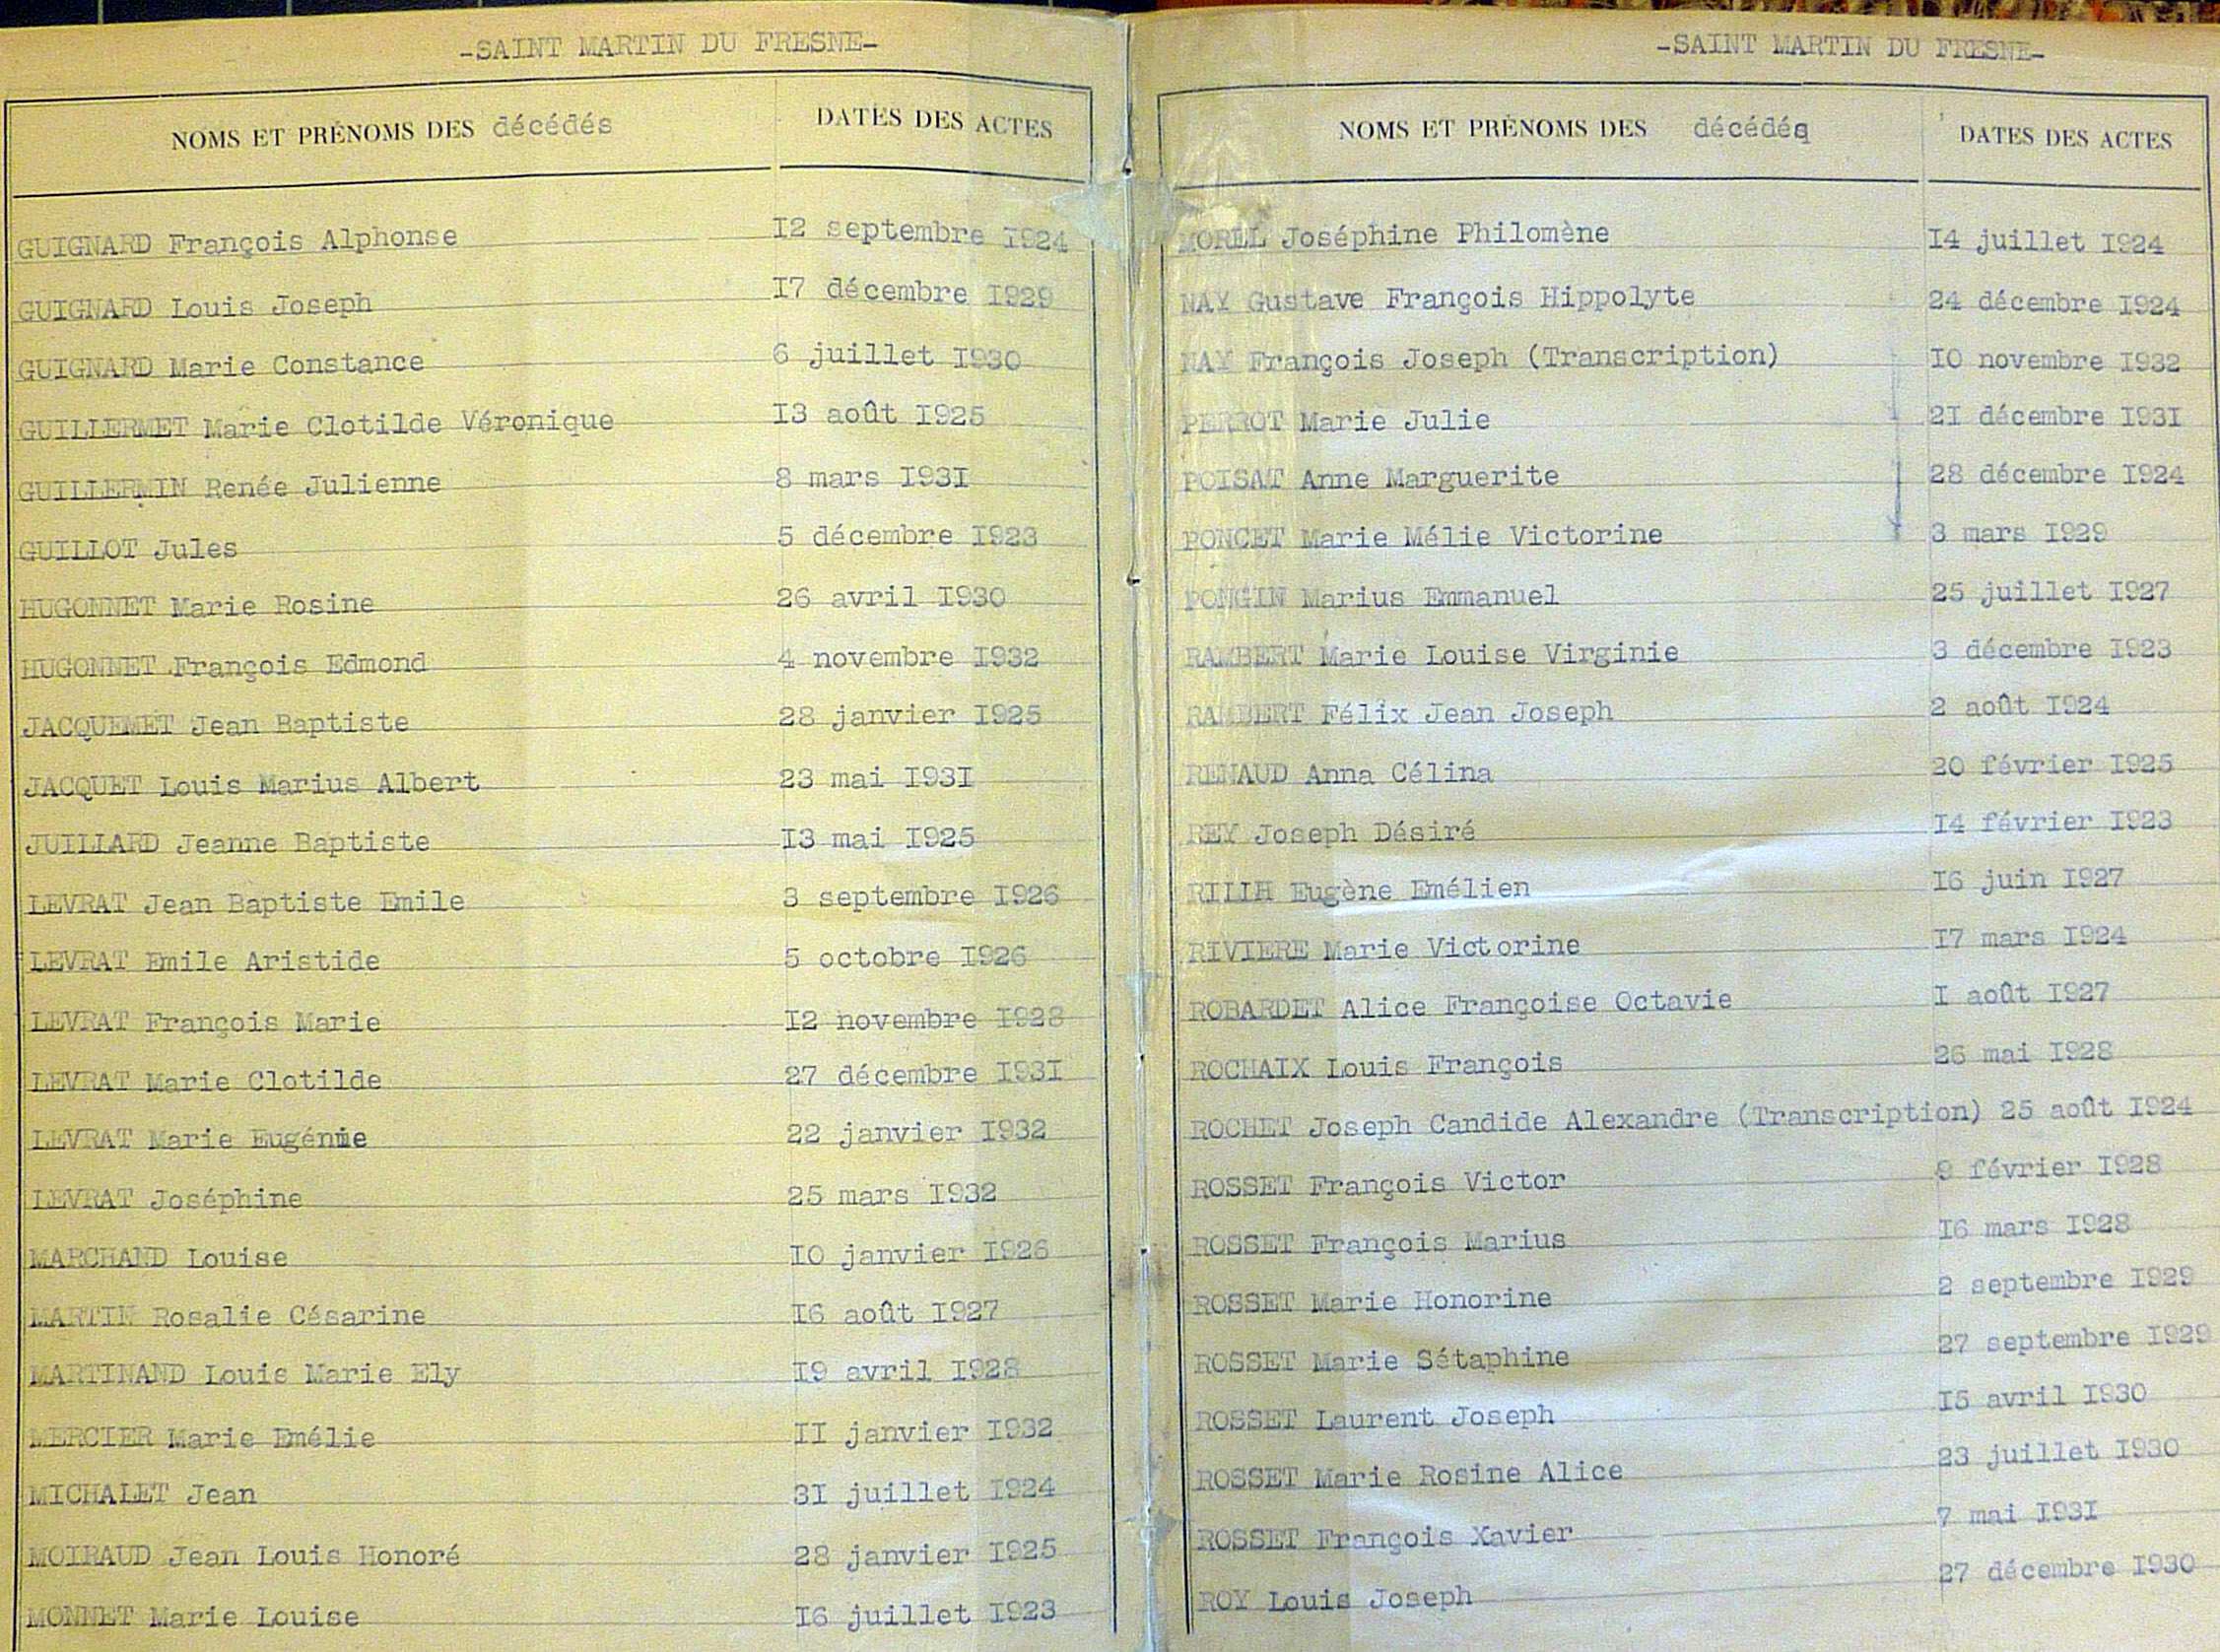 -SAINT MARTIN DU FRESNE-
NOMS ET PRÉNOMS DES décédés DATES DES ACTES
GUIGNARD François Alphonse I2 septembre I924
GUIGNARD Louis Joseph I7 décembre I929
GUIGNARD Marie Constance 6 juillet I930
GUILLERMET Marie Clotilde Véronique I3 août I925
GUILLERMIN Renée Julienne 8 mars I93I
GUILLOT Jules 5 décembre I923
HUGONNET Marie Rosine 26 avril I930
HUGONNET François Edmond 4 novembre I932
JACQUEMET Jean Baptiste 28 janvier I925
JACQUET Louis Marius Albert 23 mai I93I
JUILLARD Jeanne Baptiste I3 mai I925
LEVRAT Jean Baptiste Emile 3 septembre I926
LEVRAT Emile Aristide 5 octobre I926
LEVRAT François Marie I2 novembre I928
LEVRAT Marie Clotilde 27 décembre I93I
LEVRAT Marie Eugénie 22 janvier I932
LEVRAT Joséphine 25 mars I932
MARCHAND Louise IO janvier I926
MARTIN Rosalie Césarine I6 août I927
MARTINAND Louis Marie Ely I9 avril I928
MERCIER Marie Emélie II janvier I932
MICHALET Jean 3I juillet I924
MOIRAUD Jean Louis Honoré 28 janvier I925
MONNET Marie Louise I6 juillet I923
-SAINT MARTIN DU FRESNE-
NOMS ET PRÉNOMS DES décédés DATES DES ACTES
MOREL Joséphine Philomène I4 juillet I924
NAY Gustave François Hippolyte 24 décembre I924
NAY François Joseph (Transcription) IO novembre I932
PERROT Marie Julie 2I décembre I93I
POISAT Anne Marguerite 28 décembre I924
PONCET Marie Mélie Victorine 3 mars I929
PONGIN Marius Emmanuel 25 juillet I927
RAMBERT Marie Louise Virginie 3 décembre I923
RAMBERT Félix Jean Joseph 2 août I924
RENAUD Anna Célina 20 février I925
REY Joseph Désiré I4 février I923
RILIH Eugène Emélien I6 juin I927
RIVIERE Marie Victorine I7 mars I924
ROBARDET Alice Françoise Octavie I août I927
ROCHAIX Louis François 26 mai I928
ROCHET Joseph Candide Alexandre (Transcription) 25 août I924
ROSSET François Victor 9 février I928
ROSSET François Marius I6 mars I928
ROSSET Marie Honorine 2 septembre I929
ROSSET Marie Sétaphine 27 septembre I929
ROSSET Laurent Joseph I5 avril I930
ROSSET Marie Rosine Alice 23 juillet I930
ROSSET François Xavier 7 mai I93I
ROY Louis Joseph 27 décembre I930